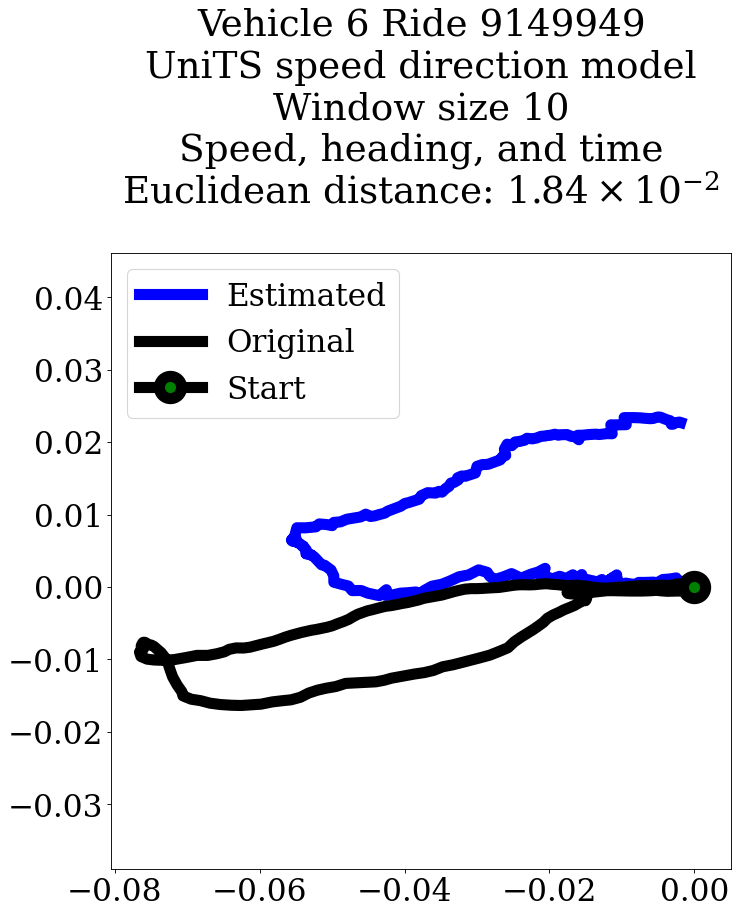 Vehicle 6 Ride 9149949
UniTS speed direction model
Window size 10
Speed, heading, and time
Euclidean distance: 1.84 × 10⁻²
Estimated
Original
Start
0.04
0.03
0.02
0.01
0.00
−0.01
−0.02
−0.03
−0.08 −0.06 −0.04 −0.02 0.00